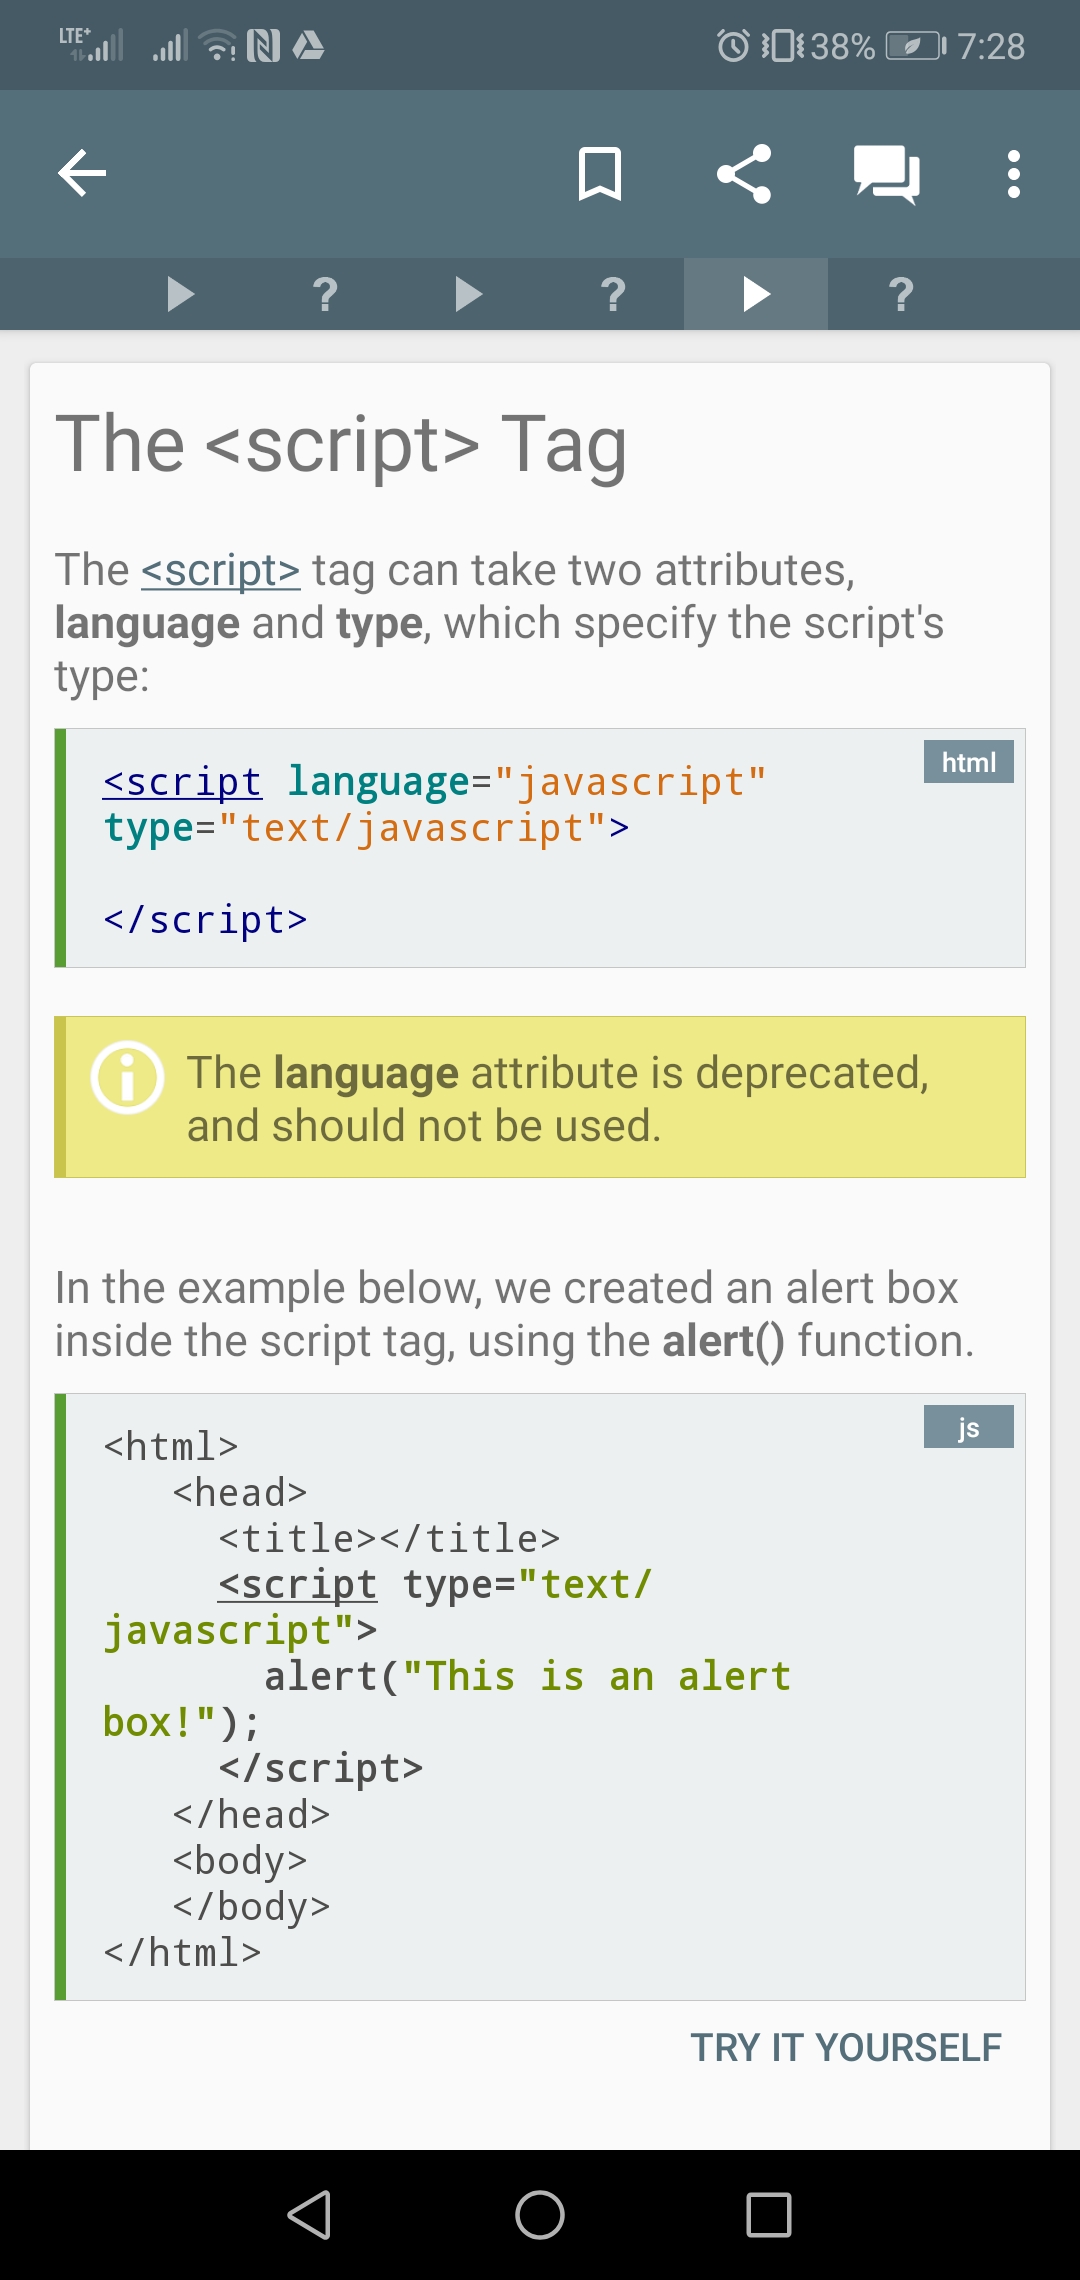 LTE+ 38% 7:28
? ? ?
The <script> Tag
The <script> tag can take two attributes,
language and type, which specify the script's
type:
html
<script language="javascript"
type="text/javascript">
</script>
The language attribute is deprecated,
and should not be used.
In the example below, we created an alert box
inside the script tag, using the alert() function.
js
<html>
<head>
<title></title>
<script type="text/
javascript">
alert("This is an alert
box!");
</script>
</head>
<body>
</body>
</html>
TRY IT YOURSELF